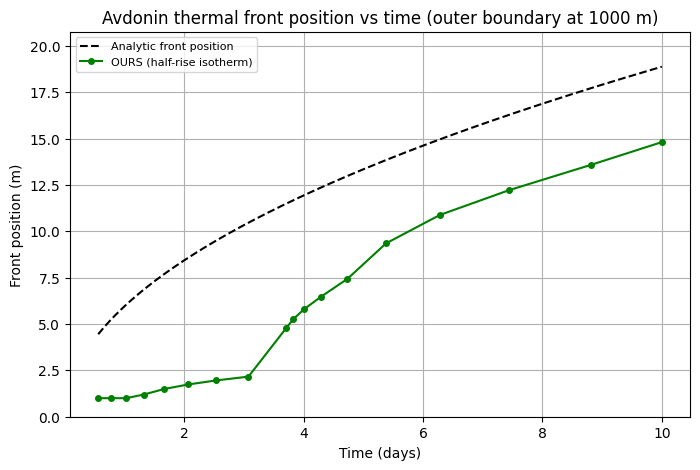 Avdonin thermal front position vs time (outer boundary at 1000 m)
Analytic front position
OURS (half-rise isotherm)
Front position (m)
20.0
17.5
15.0
12.5
10.0
7.5
5.0
2.5
0.0
2
4
6
8
10
Time (days)